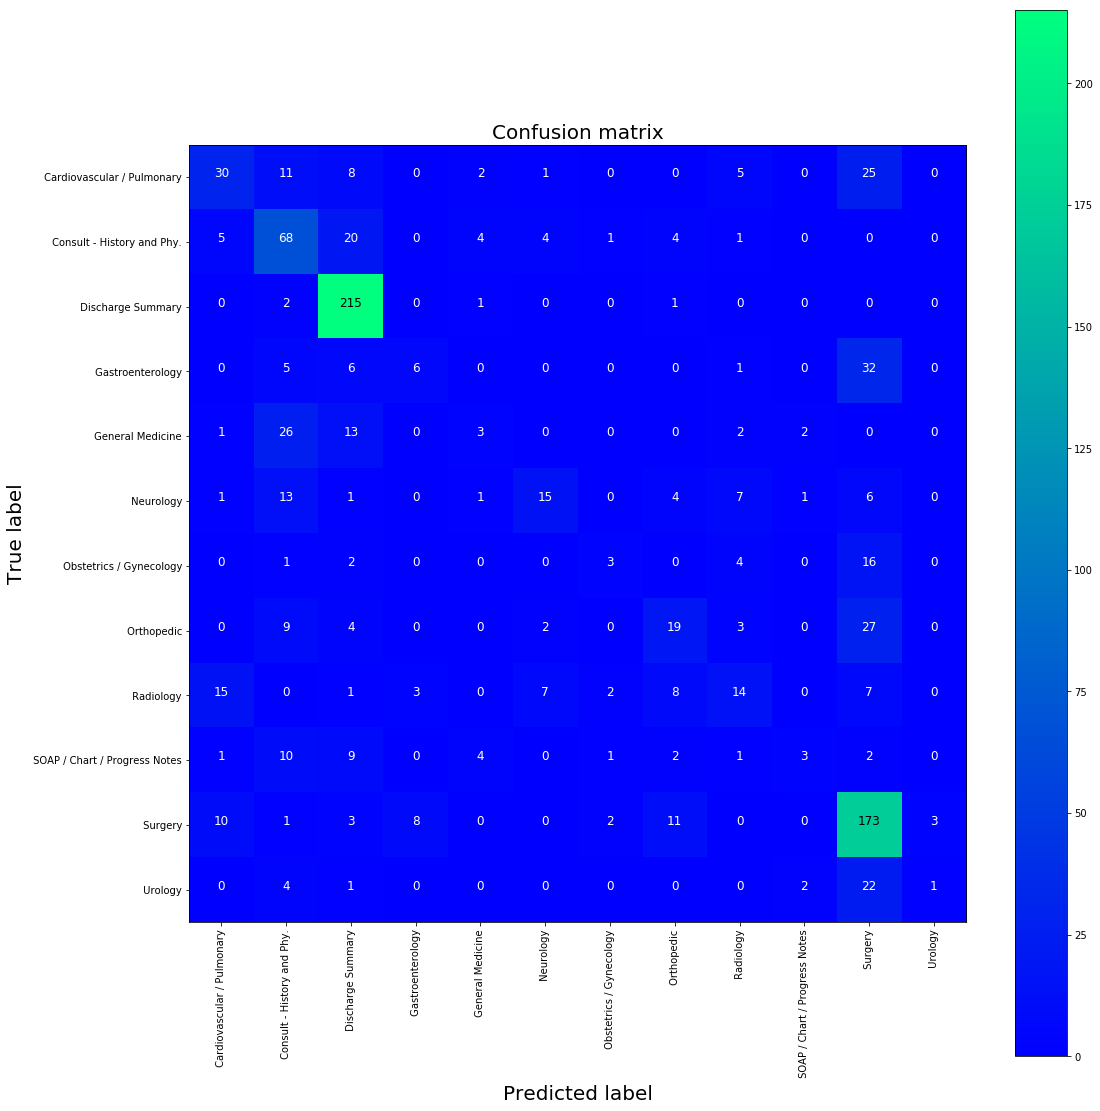 Confusion matrix
Cardiovascular / Pulmonary 30 11 8 0 2 1 0 0 5 0 25 0
Consult - History and Phy. 5 68 20 0 4 4 1 4 1 0 0 0
Discharge Summary 0 2 215 0 1 0 0 1 0 0 0 0
Gastroenterology 0 5 6 6 0 0 0 0 1 0 32 0
General Medicine 1 26 13 0 3 0 0 0 2 2 0 0
Neurology 1 13 1 0 1 15 0 4 7 1 6 0
Obstetrics / Gynecology 0 1 2 0 0 0 3 0 4 0 16 0
Orthopedic 0 9 4 0 0 2 0 19 3 0 27 0
Radiology 15 0 1 3 0 7 2 8 14 0 7 0
SOAP / Chart / Progress Notes 1 10 9 0 4 0 1 2 1 3 2 0
Surgery 10 1 3 8 0 0 2 11 0 0 173 3
Urology 0 4 1 0 0 0 0 0 0 2 22 1
True label
Cardiovascular / Pulmonary
Consult - History and Phy.
Discharge Summary
Gastroenterology
General Medicine
Neurology
Obstetrics / Gynecology
Orthopedic
Radiology
SOAP / Chart / Progress Notes
Surgery
Urology
Predicted label
200
175
150
125
100
75
50
25
0